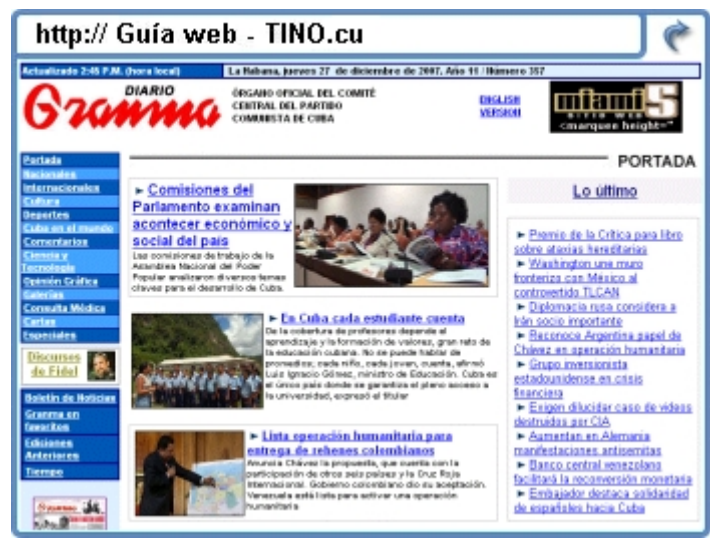 http:// Guía web - TINO.cu
Actualizado 2:45 P.M. (hora local)
La Habana, jueves 27 de diciembre de 2007. Año 11 / Número 357
DIARIO
Granma
ÓRGANO OFICIAL DEL COMITÉ
CENTRAL DEL PARTIDO
COMUNISTA DE CUBA
ENGLISH
VERSION
miami5
SITIO WEB
<marquee height="
Portada
Nacionales
Internacionales
Cultura
Deportes
Cuba en el mundo
Comentarios
Ciencia y
Tecnología
Opinión Gráfica
Galerías
Consulta Médica
Cartas
Especiales
Discursos
de Fidel
Boletín de Noticias
Granma en
favoritos
Ediciones
Anteriores
Tiempo
PORTADA
Comisiones del
Parlamento examinan
acontecer económico y
social del país
Las comisiones de trabajo de la
Asamblea Nacional del Poder
Popular analizaron diversos temas
claves para el desarrollo de Cuba.
En Cuba cada estudiante cuenta
De la cobertura de profesores depende el
aprendizaje y la formación de valores, gran reto de
la educación cubana. No se puede hablar de
promedios; cada niño, cada joven, cuenta, afirmó
Luis Ignacio Gómez, ministro de Educación. Cuba es
el único país donde se garantiza el pleno acceso a
la universidad, expresó el titular
Lista operación humanitaria para
entrega de rehenes colombianos
Anuncia Chávez la propuesta, que cuenta con la
participación de otros seis países y la Cruz Roja
Internacional. Gobierno colombiano dio su aceptación.
Venezuela está lista para activar una operación
humanitaria
Lo último
Premio de la Crítica para libro
sobre ataxias hereditarias
Washington une muro
fronterizo con México al
controvertido TLCAN
Diplomacia rusa considera a
Irán socio importante
Reconoce Argentina papel de
Chávez en operación humanitaria
Grupo inversionista
estadounidense en crisis
financiera
Exigen dilucidar caso de videos
destruidos por CIA
Aumentan en Alemania
manifestaciones antisemitas
Banco central venezolano
facilitará la reconversión monetaria
Embajador destaca solidaridad
de españoles hacia Cuba